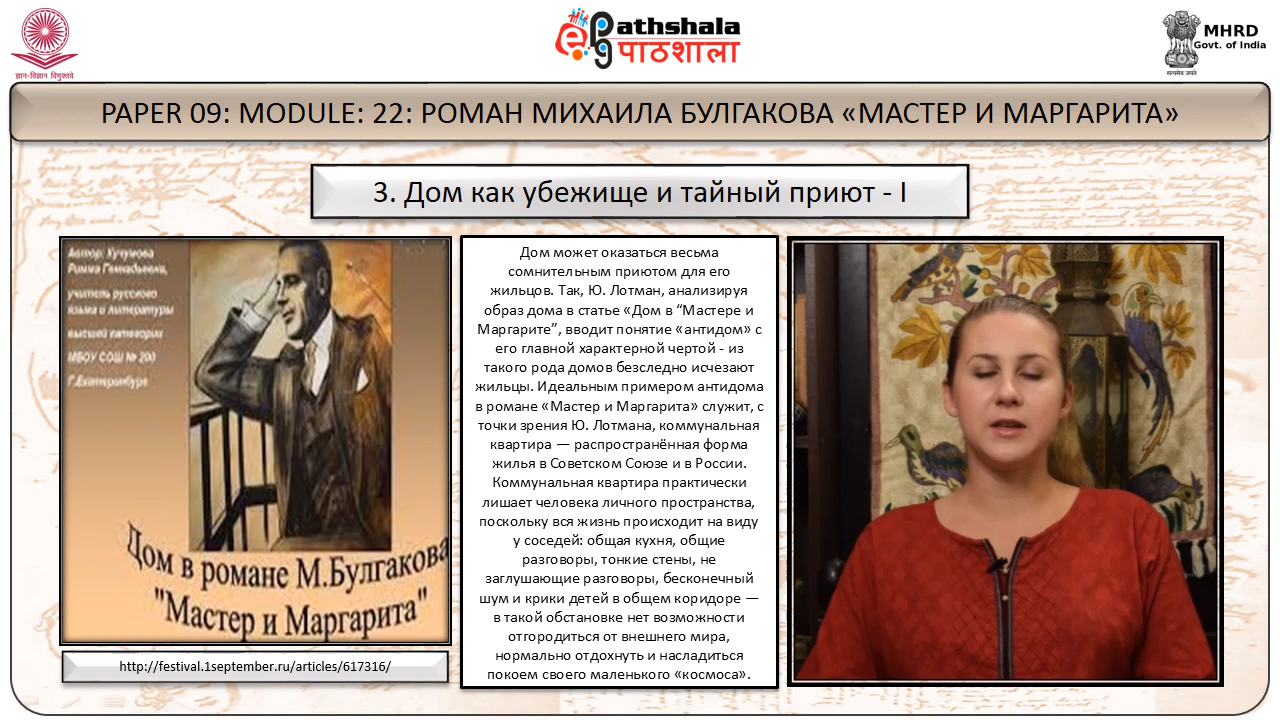 ज्ञान-विज्ञान विमुक्तये
ePathshala
पाठशाला
MHRD
Govt. of India
सत्यमेव जयते
PAPER 09: MODULE: 22: РОМАН МИХАИЛА БУЛГАКОВА «МАСТЕР И МАРГАРИТА»
3. Дом как убежище и тайный приют - I
Автор: Кучумова
Римма Геннадьевна,
учитель русского
языка и литературы
высшей категории
МБОУ СОШ № 200
Г.Екатеринбург
Дом в романе М.Булгакова
"Мастер и Маргарита"
http://festival.1september.ru/articles/617316/
Дом может оказаться весьма
сомнительным приютом для его
жильцов. Так, Ю. Лотман, анализируя
образ дома в статье «Дом в “Мастере и
Маргарите”, вводит понятие «антидом» с
его главной характерной чертой - из
такого рода домов безследно исчезают
жильцы. Идеальным примером антидома
в романе «Мастер и Маргарита» служит, с
точки зрения Ю. Лотмана, коммунальная
квартира — распространённая форма
жилья в Советском Союзе и в России.
Коммунальная квартира практически
лишает человека личного пространства,
поскольку вся жизнь происходит на виду
у соседей: общая кухня, общие
разговоры, тонкие стены, не
заглушающие разговоры, бесконечный
шум и крики детей в общем коридоре —
в такой обстановке нет возможности
отгородиться от внешнего мира,
нормально отдохнуть и насладиться
покоем своего маленького «космоса».